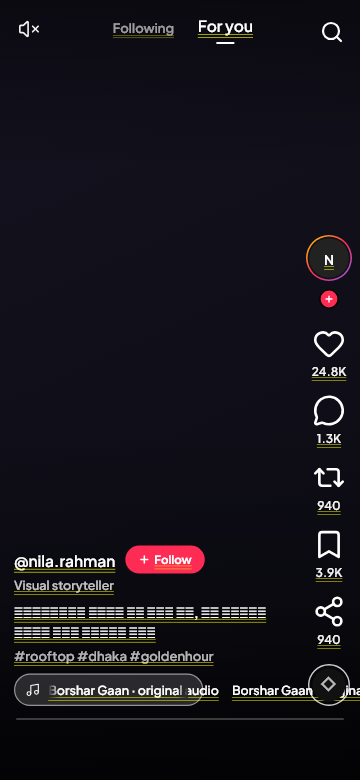 Following
For you
N
24.8K
1.3K
940
3.9K
940
@nila.rahman
+ Follow
Visual storyteller
#rooftop #dhaka #goldenhour
Borshar Gaan · original audio Borshar Gaan